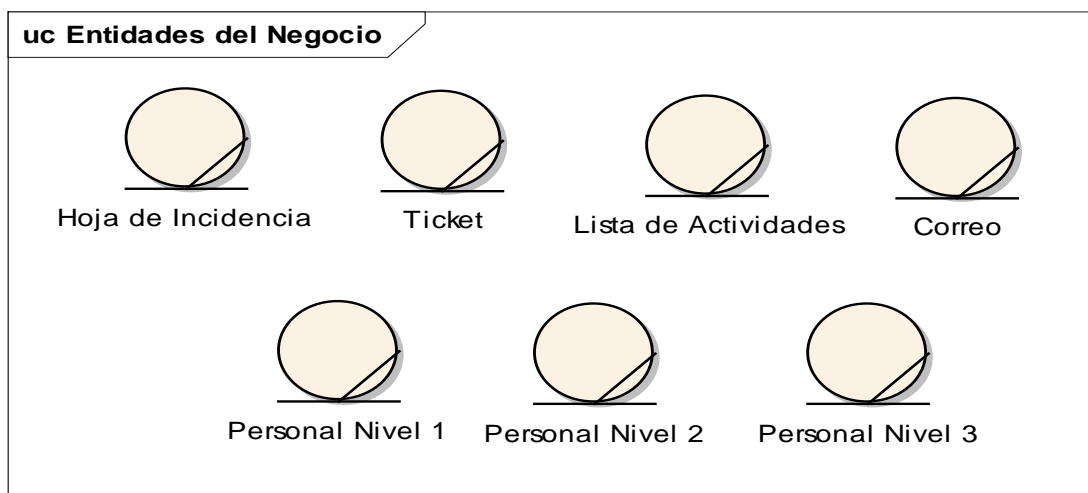 uc Entidades del Negocio
Hoja de Incidencia
Ticket
Lista de Actividades
Correo
Personal Nivel 1
Personal Nivel 2
Personal Nivel 3